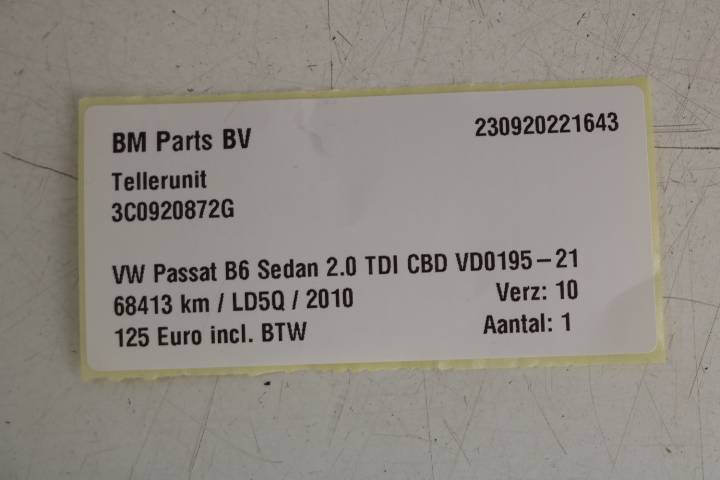 BM Parts BV 230920221643
Tellerunit
3C0920872G
VW Passat B6 Sedan 2.0 TDI CBD VD0195-21
68413 km / LD5Q / 2010 Verz: 10
125 Euro incl. BTW Aantal: 1